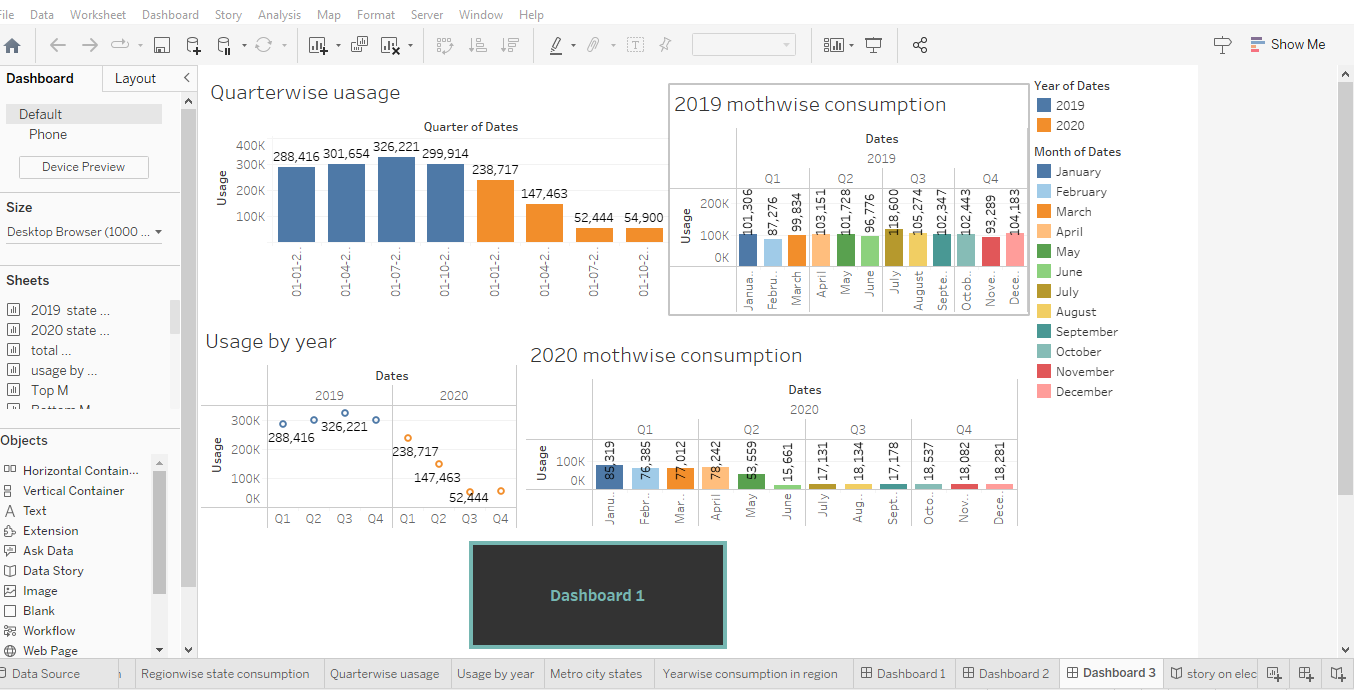 File Data Worksheet Dashboard Story Analysis Map Format Server Window Help
Show Me
Dashboard Layout
Default
Phone
Device Preview
Size
Desktop Browser (1000 ...
Sheets
2019 state ...
2020 state ...
total ...
usage by ...
Top M
Bottom M
Objects
Horizontal Contain...
Vertical Container
Text
Extension
Ask Data
Data Story
Image
Blank
Workflow
Web Page
Quarterwise uasage
Quarter of Dates
Usage
400K
300K
200K
100K
288,416 301,654 326,221 299,914 238,717 147,463 52,444 54,900
01-01-2.. 01-04-2.. 01-07-2.. 01-10-2.. 01-01-2.. 01-04-2.. 01-07-2.. 01-10-2..
2019 mothwise consumption
Dates
2019
Q1 Q2 Q3 Q4
Usage
200K
100K
0K
101,306 87,276 99,834 103,151 101,728 96,776 118,600 105,274 102,347 102,443 93,289 104,183
Janua.. Febru.. March April May June July August Septe.. Octob.. Nove.. Dece..
Year of Dates
2019
2020
Month of Dates
January
February
March
April
May
June
July
August
September
October
November
December
Usage by year
Dates
2019 2020
Usage
300K
200K
100K
0K
288,416 326,221 238,717 147,463 52,444
Q1 Q2 Q3 Q4 Q1 Q2 Q3 Q4
2020 mothwise consumption
Dates
2020
Q1 Q2 Q3 Q4
Usage
100K
0K
85,319 76,385 77,012 78,242 53,559 15,661 17,131 18,134 17,178 18,537 18,082 18,281
Janu.. Febr.. Mar.. April May June July Aug.. Sept.. Octo.. Nov.. Dece..
Dashboard 1
Data Source Regionwise state consumption Quarterwise uasage Usage by year Metro city states Yearwise consumption in region Dashboard 1 Dashboard 2 Dashboard 3 story on elec